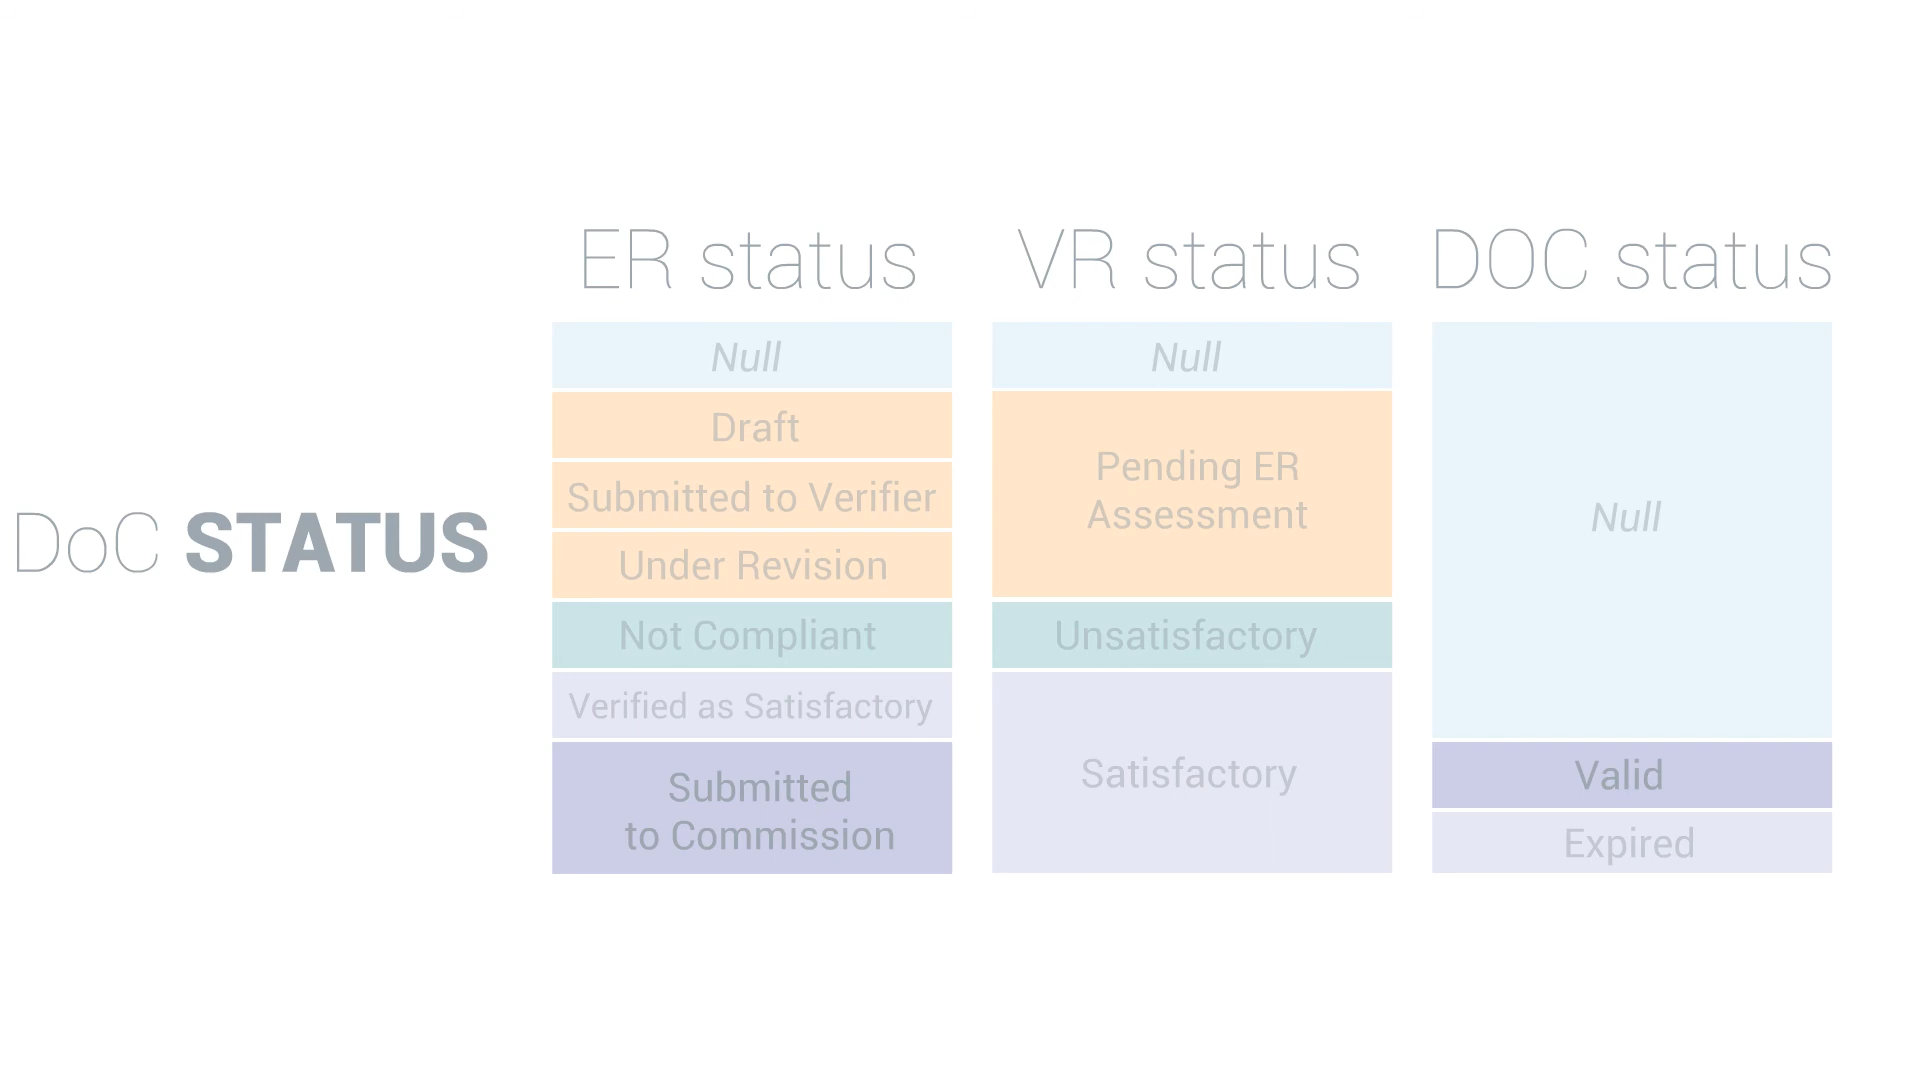 DoC STATUS
ER status
Null
Draft
Submitted to Verifier
Under Revision
Not Compliant
Verified as Satisfactory
Submitted
to Commission
VR status
Null
Pending ER
Assessment
Unsatisfactory
Satisfactory
DOC status
Null
Valid
Expired